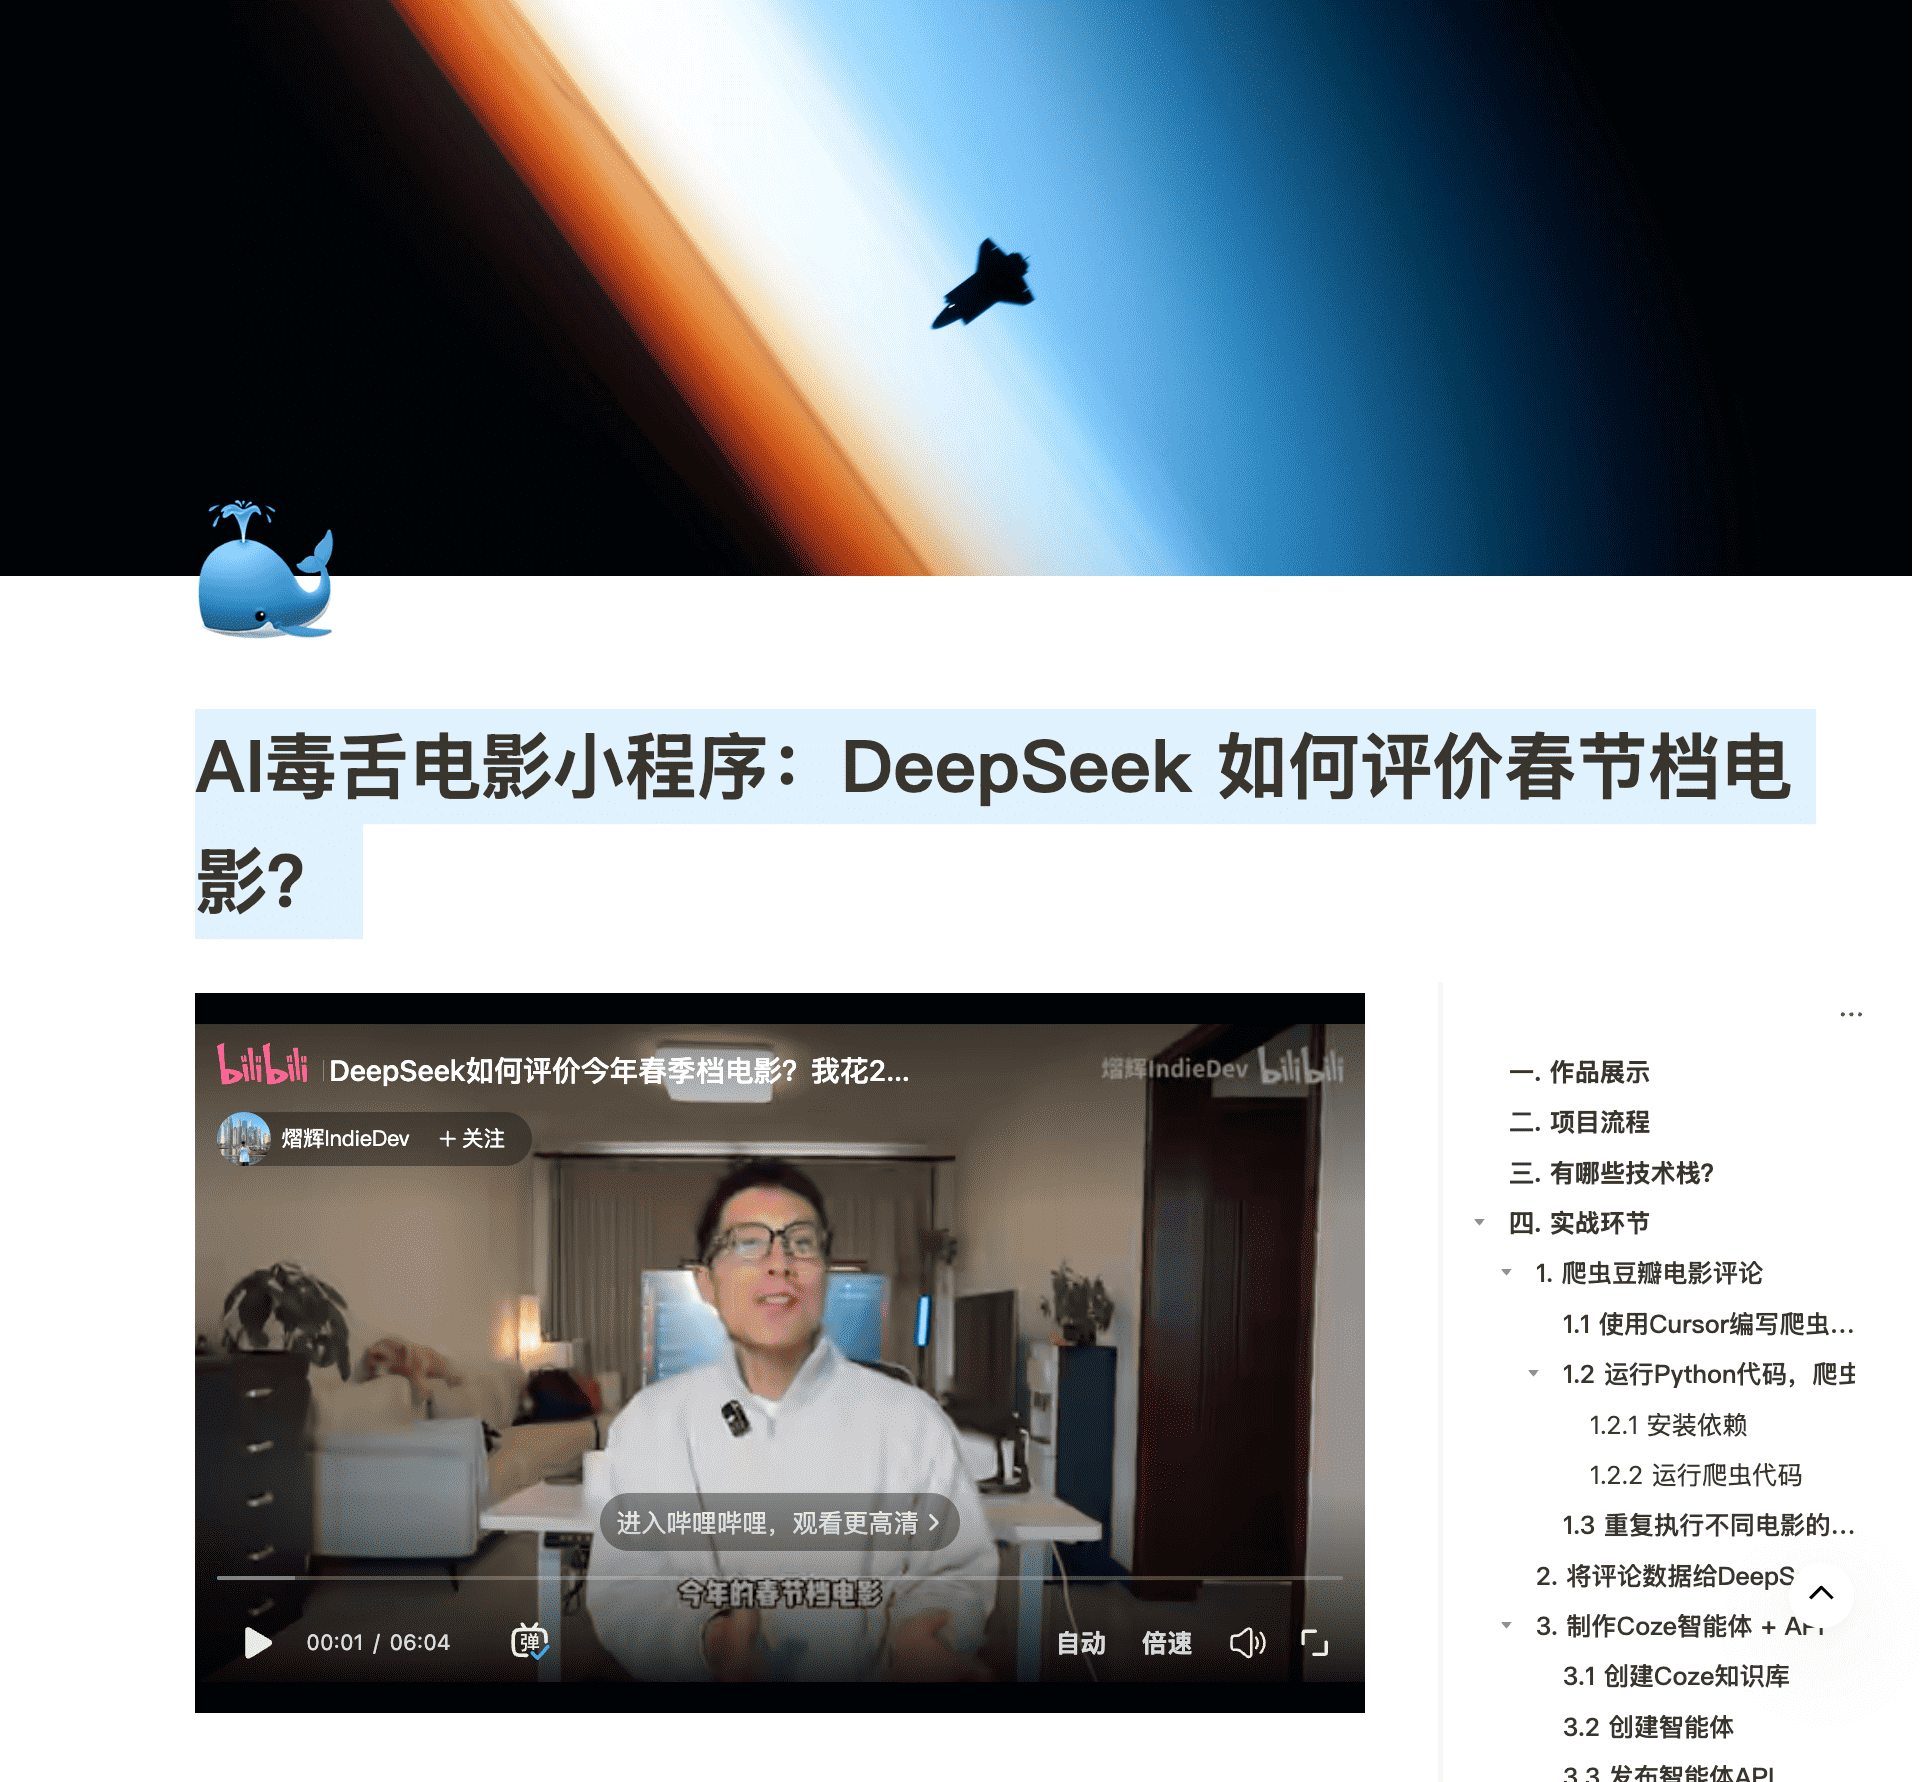 AI毒舌电影小程序：DeepSeek 如何评价春节档电
影？
bilibili
DeepSeek如何评价今年春季档电影？我花2...
熠辉IndieDev bilibili
熠辉IndieDev + 关注
进入哔哩哔哩，观看更高清 >
今年的春节档电影
00:01 / 06:04
弹
自动 倍速
...
一. 作品展示
二. 项目流程
三. 有哪些技术栈?
四. 实战环节
1. 爬虫豆瓣电影评论
1.1 使用Cursor编写爬虫...
1.2 运行Python代码，爬虫
1.2.1 安装依赖
1.2.2 运行爬虫代码
1.3 重复执行不同电影的...
2. 将评论数据给DeepS
3. 制作Coze智能体 + API
3.1 创建Coze知识库
3.2 创建智能体
3.3 发布智能体API